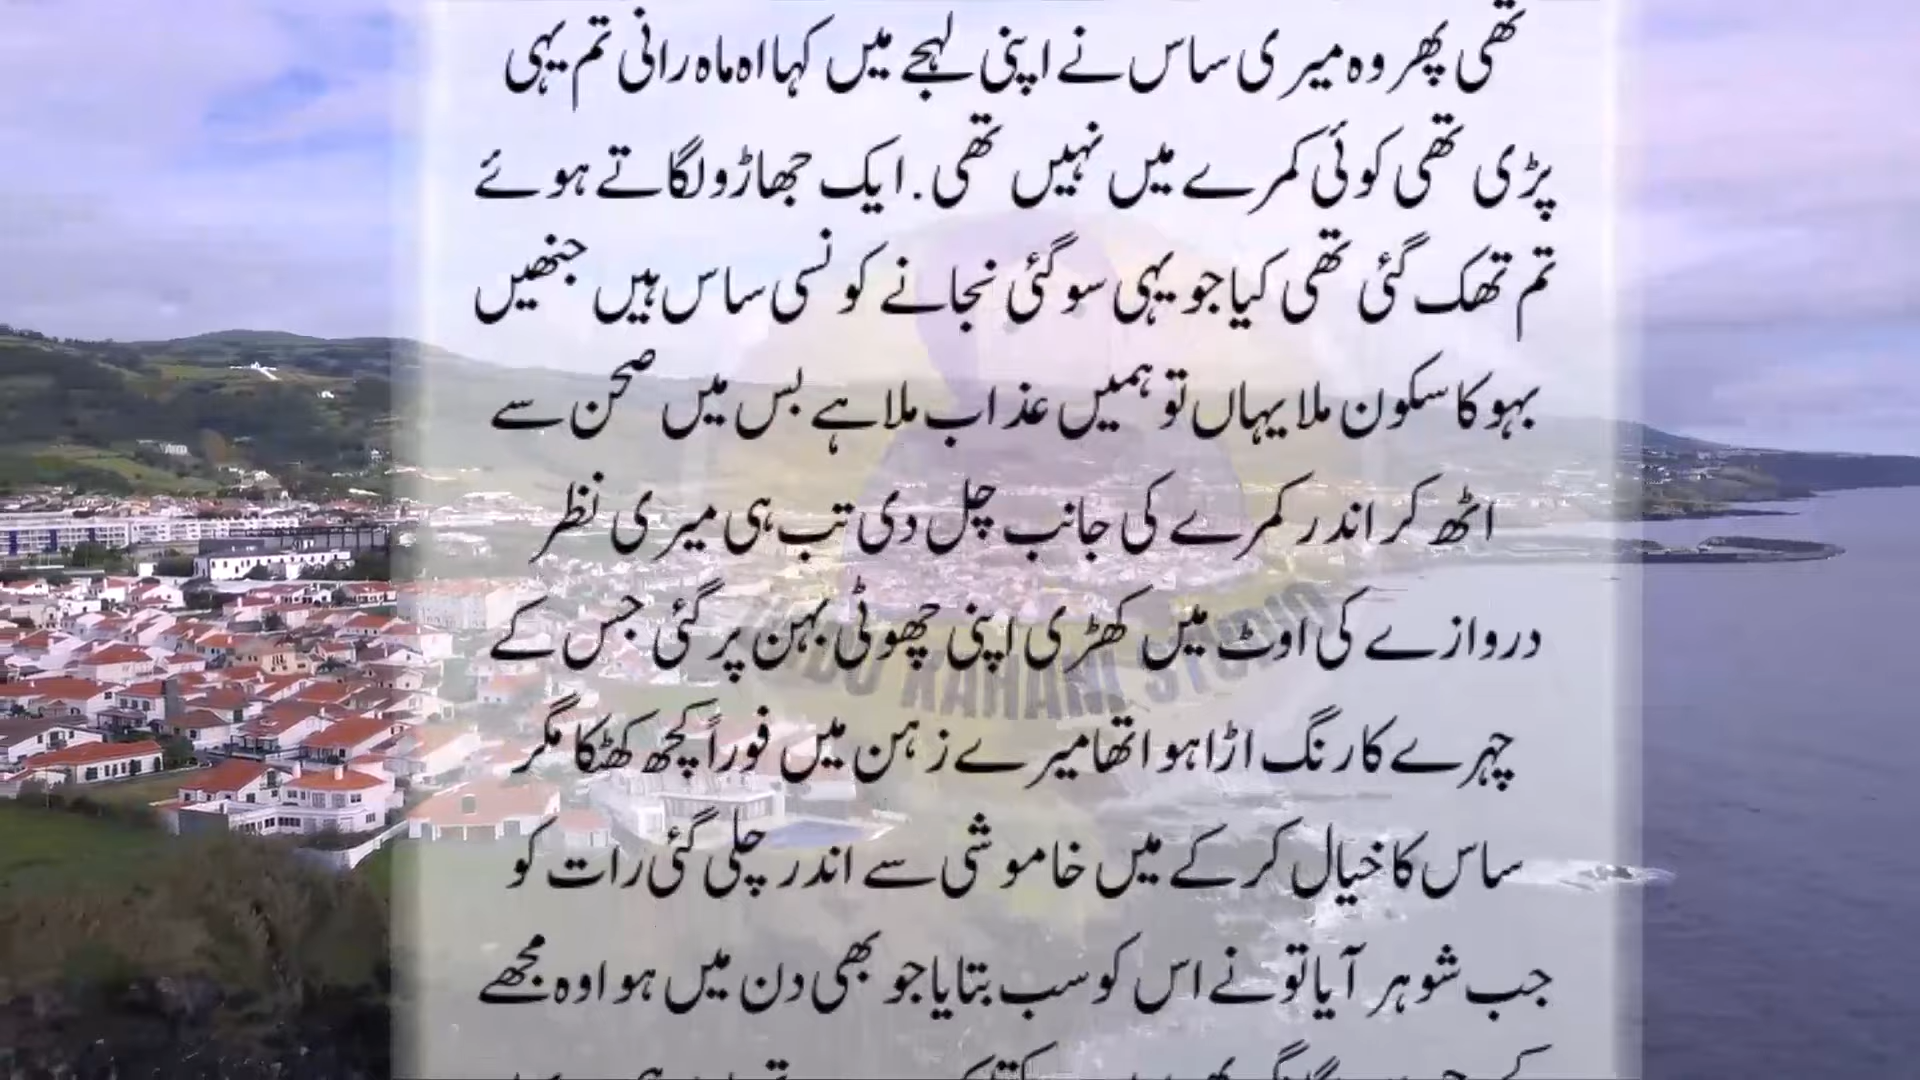 تھی پھر وہ میری ساس نے اپنی لہجے میں کہا اہ ماہ رانی تم یہی
پڑی تھی کوئی کمرے میں نہیں تھی. ایک جھاڑو لگاتے ہوئے
تم تھک گئی تھی کیا جو یہی سو گئی نجانے کونسی ساس ہیں جنھیں
بہو کا سکون ملا یہاں تو ہمیں عذاب ملا ہے بس میں صحن سے
اٹھ کر اندر کمرے کی جانب چل دی تب ہی میری نظر
دروازے کی اوٹ میں کھڑی اپنی چھوٹی بہن پر گئی جس کے
چہرے کا رنگ اڑا ہوا تھا میرے زہن میں فوراً کچھ کھٹکا مگر
ساس کا خیال کر کے میں خاموشی سے اندر چلی گئی رات کو
جب شوہر آیا تو نے اس کو سب بتایا جو بھی دن میں ہوا وہ مجھے
KAHANI STUDIO